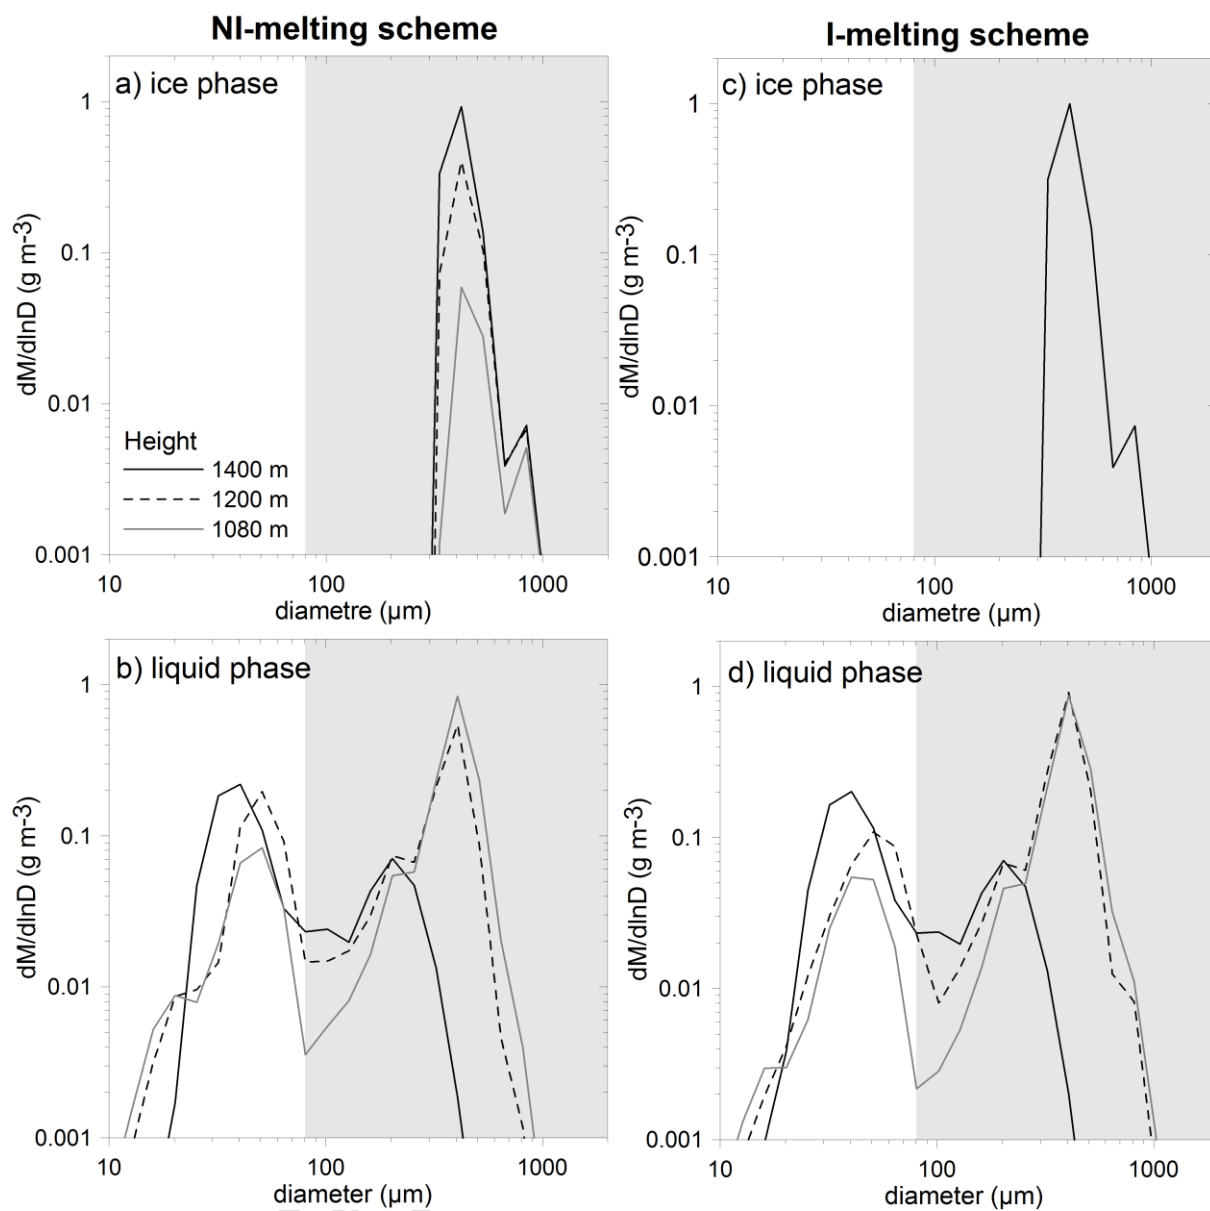 NI-melting scheme
I-melting scheme
a) ice phase
1
0.1
0.01
0.001
dM/dlnD (g m-3)
Height
1400 m
1200 m
1080 m
10
100
1000
diametre (µm)
c) ice phase
1
0.1
0.01
0.001
dM/dlnD (g m-3)
10
100
1000
diametre (µm)
b) liquid phase
1
0.1
0.01
0.001
dM/dlnD (g m-3)
10
100
1000
diameter (µm)
d) liquid phase
1
0.1
0.01
0.001
dM/dlnD (g m-3)
10
100
1000
diameter (µm)